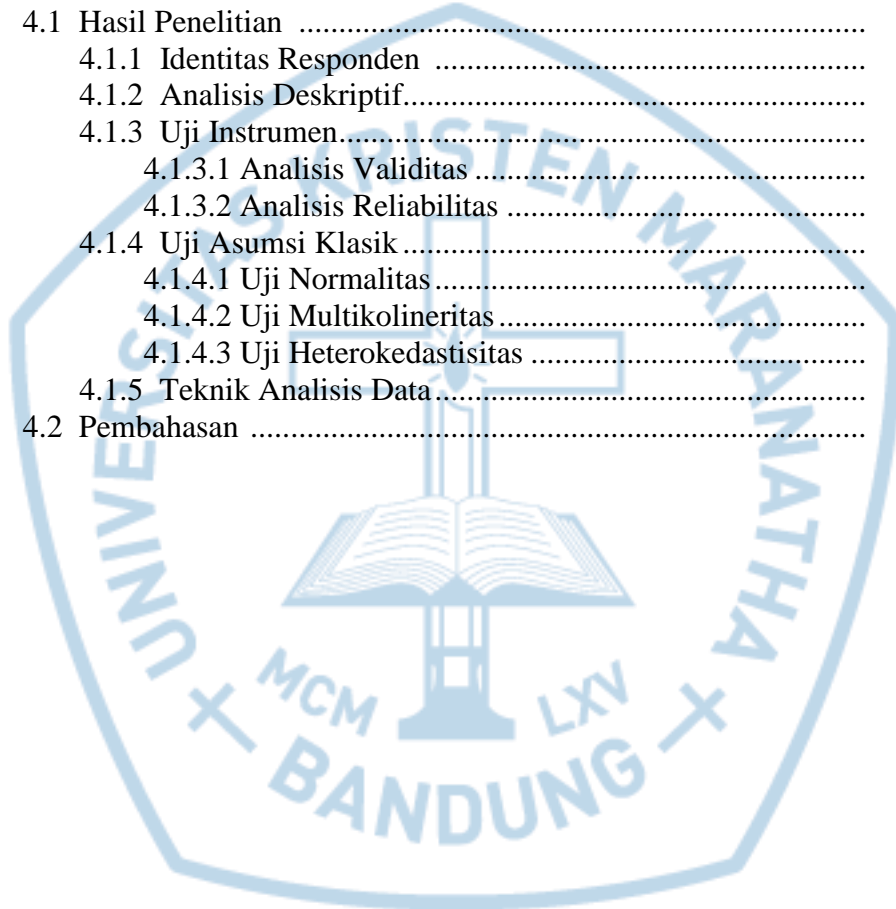 4.1 Hasil Penelitian ........................................................................
4.1.1 Identitas Responden .......................................................
4.1.2 Analisis Deskriptif...........................................................
4.1.3 Uji Instrumen...................................................................
4.1.3.1 Analisis Validitas ..................................................
4.1.3.2 Analisis Reliabilitas ..............................................
4.1.4 Uji Asumsi Klasik ...........................................................
4.1.4.1 Uji Normalitas .......................................................
4.1.4.2 Uji Multikolineritas ...............................................
4.1.4.3 Uji Heterokedastisitas ...........................................
4.1.5 Teknik Analisis Data .......................................................
4.2 Pembahasan ..............................................................................
UNIVERSITAS KRISTEN MARANATHA
MCM LXV
BANDUNG